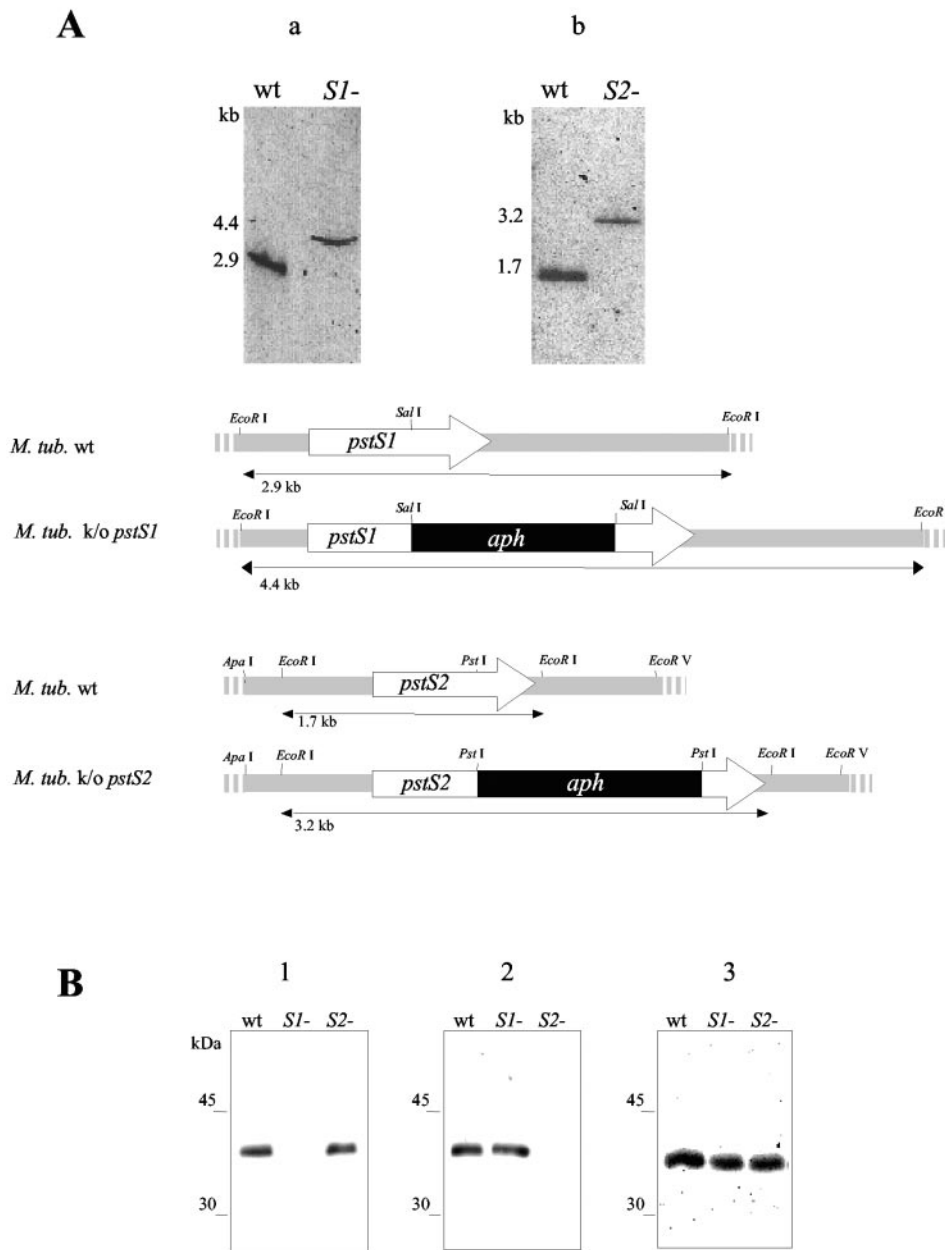 A
a b
wt S1- wt S2-
kb kb
4.4
2.9
3.2
1.7
EcoR I Sal I EcoR I
M. tub. wt pstS1
2.9 kb
EcoR I Sal I Sal I EcoR
M. tub. k/o pstS1 pstS1 aph
4.4 kb
Apa I EcoR I Pst I EcoR I EcoR V
M. tub. wt pstS2
1.7 kb
Apa I EcoR I Pst I Pst I EcoR I EcoR V
M. tub. k/o pstS2 pstS2 aph
3.2 kb
B
1 2 3
wt S1- S2- wt S1- S2- wt S1- S2-
kDa
45 45 45
30 30 30